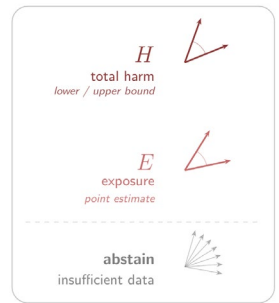 H
total harm
lower / upper bound
E
exposure
point estimate
abstain
insufficient data